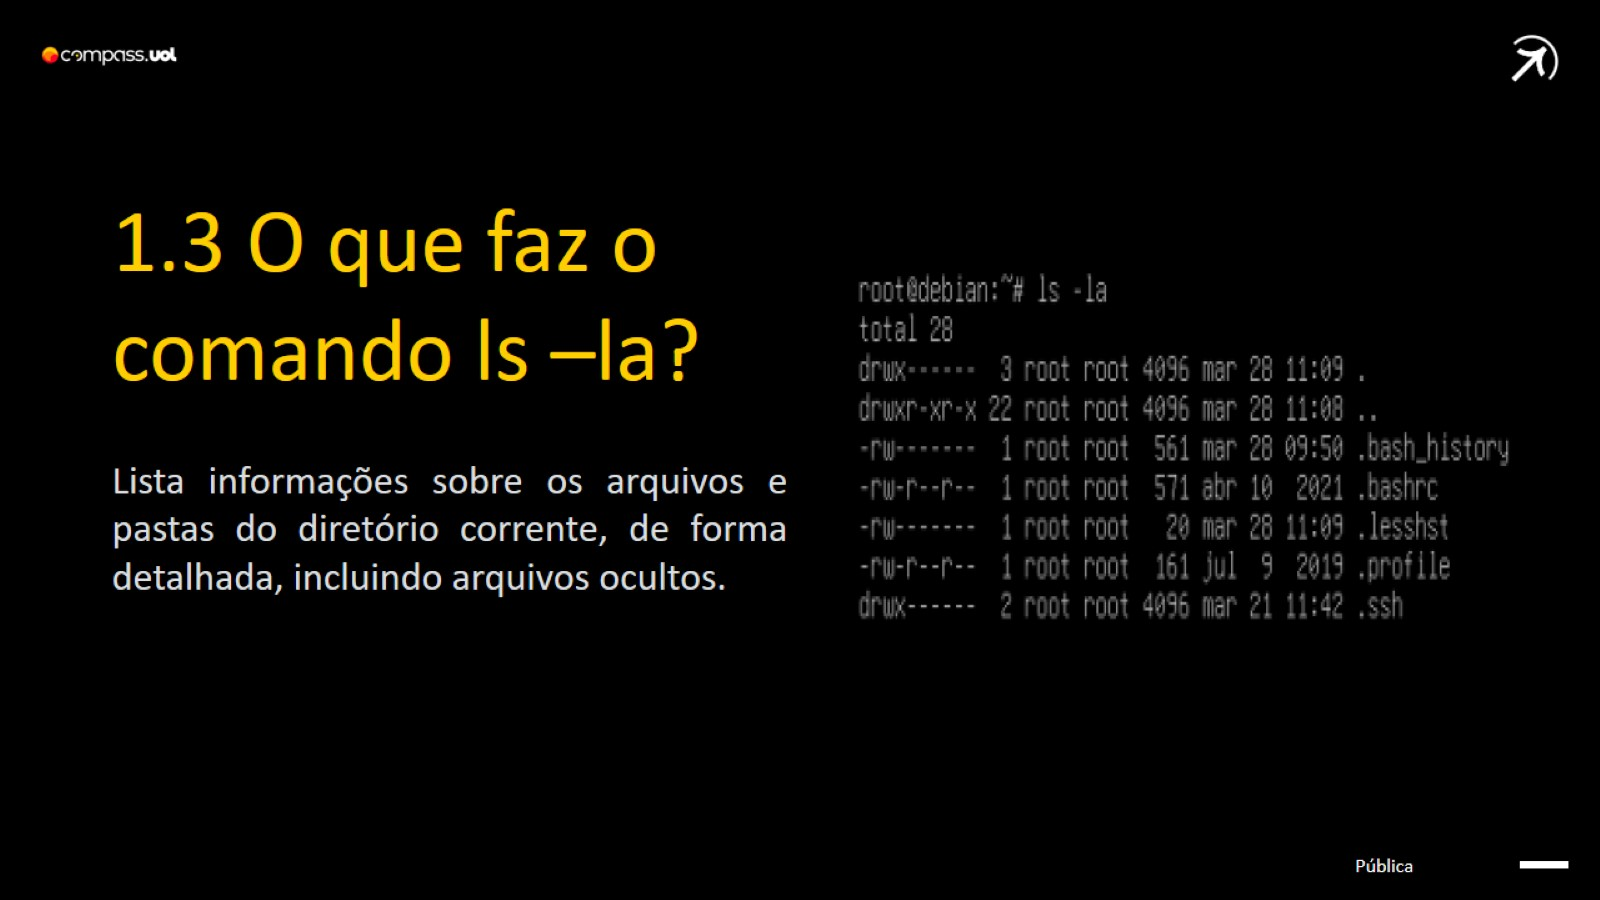 compass.uol
1.3 O que faz o
comando ls –la?
Lista informações sobre os arquivos e
pastas do diretório corrente, de forma
detalhada, incluindo arquivos ocultos.
root@debian:~# ls -la
total 28
drwx------  3 root root 4096 mar 28 11:09 .
drwxr-xr-x 22 root root 4096 mar 28 11:08 ..
-rw-------  1 root root  561 mar 28 09:50 .bash_history
-rw-r--r--  1 root root  571 abr 10  2021 .bashrc
-rw-------  1 root root   20 mar 28 11:09 .lesshst
-rw-r--r--  1 root root  161 jul  9  2019 .profile
drwx------  2 root root 4096 mar 21 11:42 .ssh
Pública